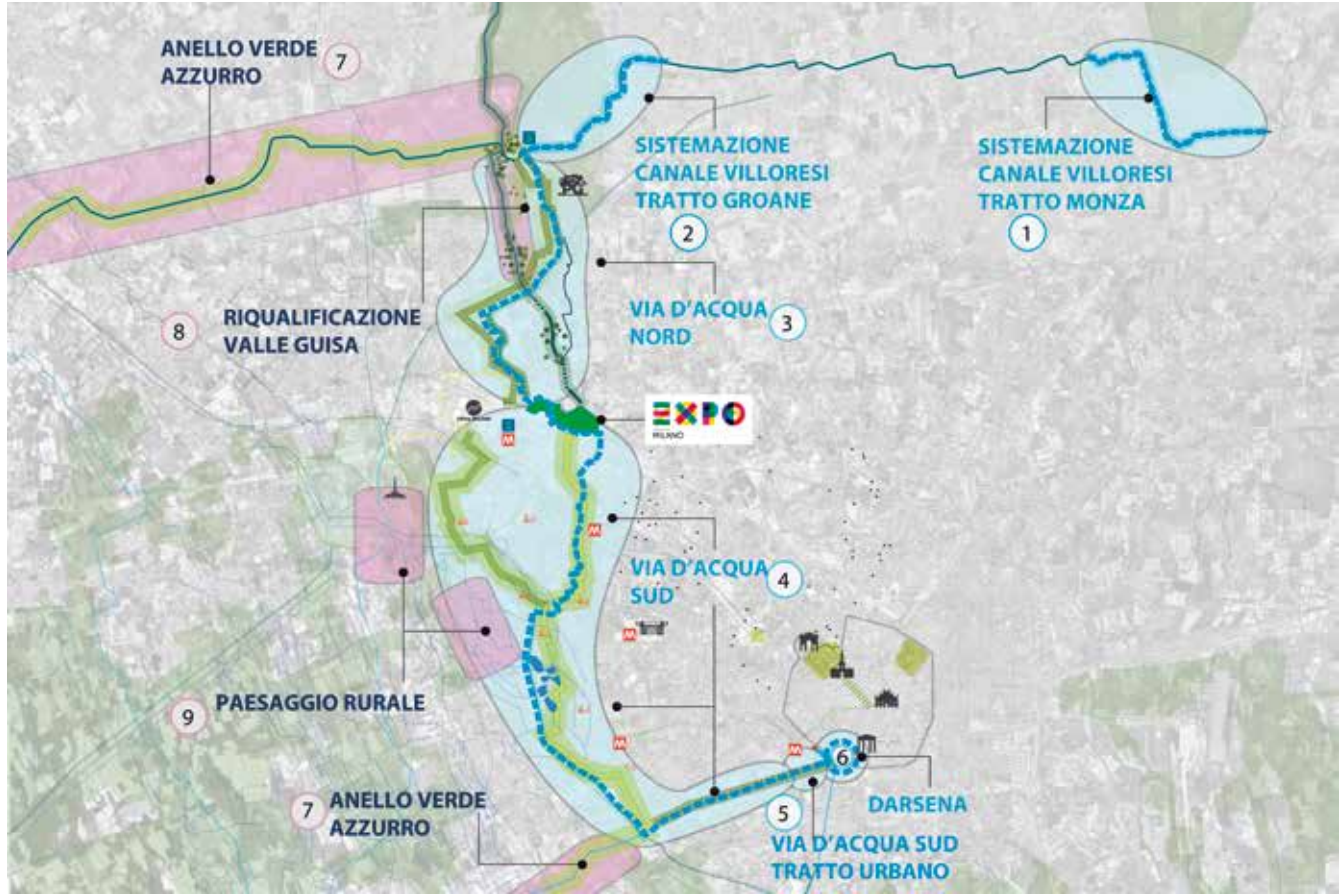 ANELLO VERDE
AZZURRO
7
SISTEMAZIONE
CANALE VILLORESI
TRATTO GROANE
2
SISTEMAZIONE
CANALE VILLORESI
TRATTO MONZA
1
8
RIQUALIFICAZIONE
VALLE GUISA
VIA D'ACQUA
NORD
3
EXPO
MILANO
M
M
VIA D'ACQUA
SUD
4
M
9
PAESAGGIO RURALE
M
M
6
7
ANELLO VERDE
AZZURRO
5
DARSENA
VIA D'ACQUA SUD
TRATTO URBANO